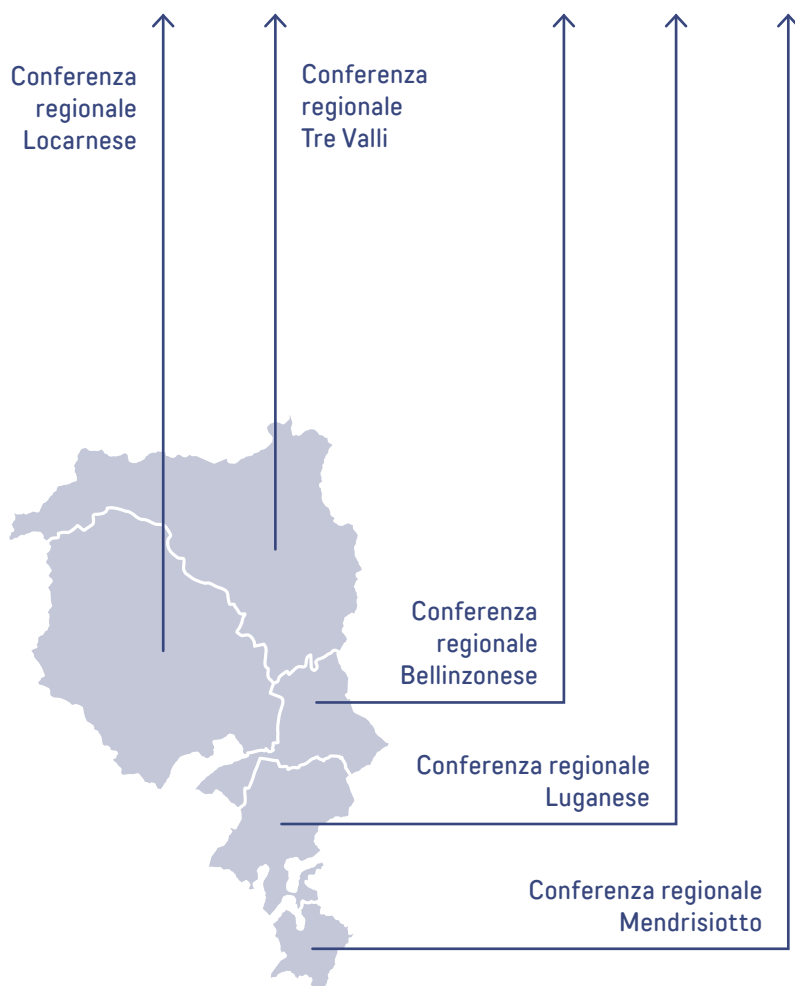 Conferenza
regionale
Locarnese
Conferenza
regionale
Tre Valli
Conferenza
regionale
Bellinzonese
Conferenza regionale
Luganese
Conferenza regionale
Mendrisiotto